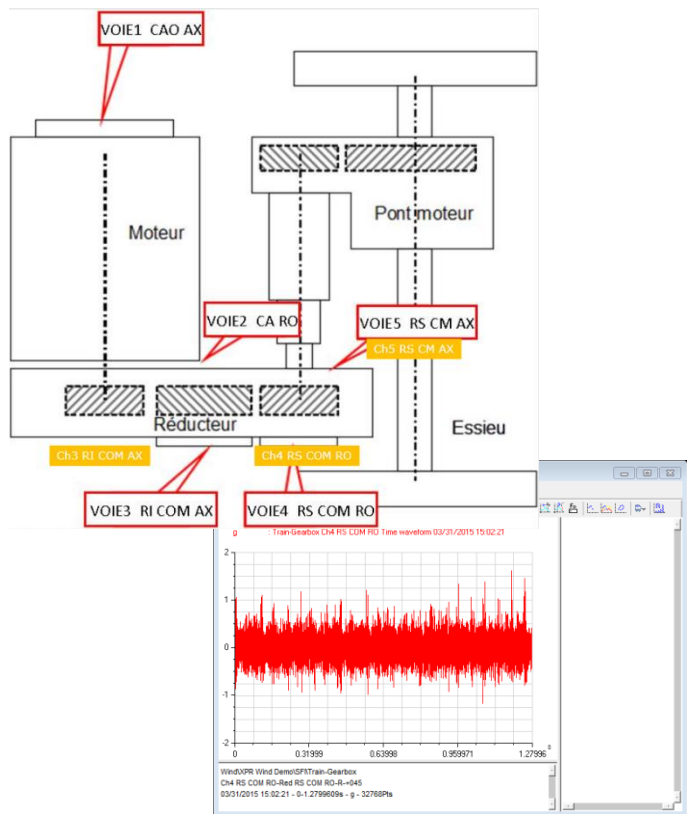 VOIE1 CAO AX
Moteur
Pont moteur
VOIE2 CA RO
VOIE5 RS CM AX
Ch5 RS CM AX
Réducteur
Essieu
Ch3 RI COM AX
Ch4 RS COM RO
VOIE3 RI COM AX
VOIE4 RS COM RO
g : Train-Gearbox Ch4 RS COM RO Time waveform 03/31/2015 15:02:21
2
1
0
-1
-2
s
0 0.31999 0.63998 0.959971 1.27996
Wind\XPR Wind Demo\SFI\Train-Gearbox
Ch4 RS COM RO-Red RS COM RO-R-+045
03/31/2015 15:02:21 - 0-1.2799609s - g - 32768Pts